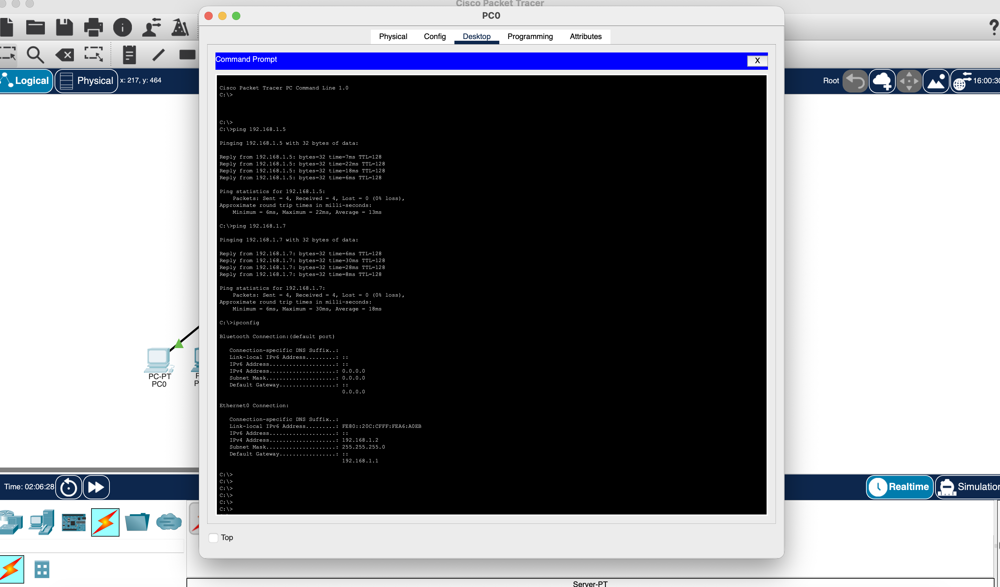 Cisco Packet Tracer
PC0
Physical Config Desktop Programming Attributes
Command Prompt
X
Logical Physical x: 217, y: 464
Root 16:00:30
Cisco Packet Tracer PC Command Line 1.0
C:\>
C:\>
C:\>ping 192.168.1.5
Pinging 192.168.1.5 with 32 bytes of data:
Reply from 192.168.1.5: bytes=32 time=7ms TTL=128
Reply from 192.168.1.5: bytes=32 time=22ms TTL=128
Reply from 192.168.1.5: bytes=32 time=18ms TTL=128
Reply from 192.168.1.5: bytes=32 time=6ms TTL=128
Ping statistics for 192.168.1.5:
Packets: Sent = 4, Received = 4, Lost = 0 (0% loss),
Approximate round trip times in milli-seconds:
Minimum = 6ms, Maximum = 22ms, Average = 13ms
C:\>ping 192.168.1.7
Pinging 192.168.1.7 with 32 bytes of data:
Reply from 192.168.1.7: bytes=32 time=6ms TTL=128
Reply from 192.168.1.7: bytes=32 time=30ms TTL=128
Reply from 192.168.1.7: bytes=32 time=28ms TTL=128
Reply from 192.168.1.7: bytes=32 time=8ms TTL=128
Ping statistics for 192.168.1.7:
Packets: Sent = 4, Received = 4, Lost = 0 (0% loss),
Approximate round trip times in milli-seconds:
Minimum = 6ms, Maximum = 30ms, Average = 18ms
C:\>ipconfig
Bluetooth Connection:(default port)
Connection-specific DNS Suffix..:
Link-local IPv6 Address.........: ::
IPv6 Address....................: ::
IPv4 Address....................: 0.0.0.0
Subnet Mask.....................: 0.0.0.0
Default Gateway.................: ::
0.0.0.0
Ethernet0 Connection:
Connection-specific DNS Suffix..:
Link-local IPv6 Address.........: FE80::20C:CFFF:FEA6:A0EB
IPv6 Address....................: ::
IPv4 Address....................: 192.168.1.2
Subnet Mask.....................: 255.255.255.0
Default Gateway.................: ::
192.168.1.1
C:\>
C:\>
C:\>
C:\>
C:\>
C:\>
PC-PT
PC0
Time: 02:06:28
Realtime Simulation
Top
Server-PT